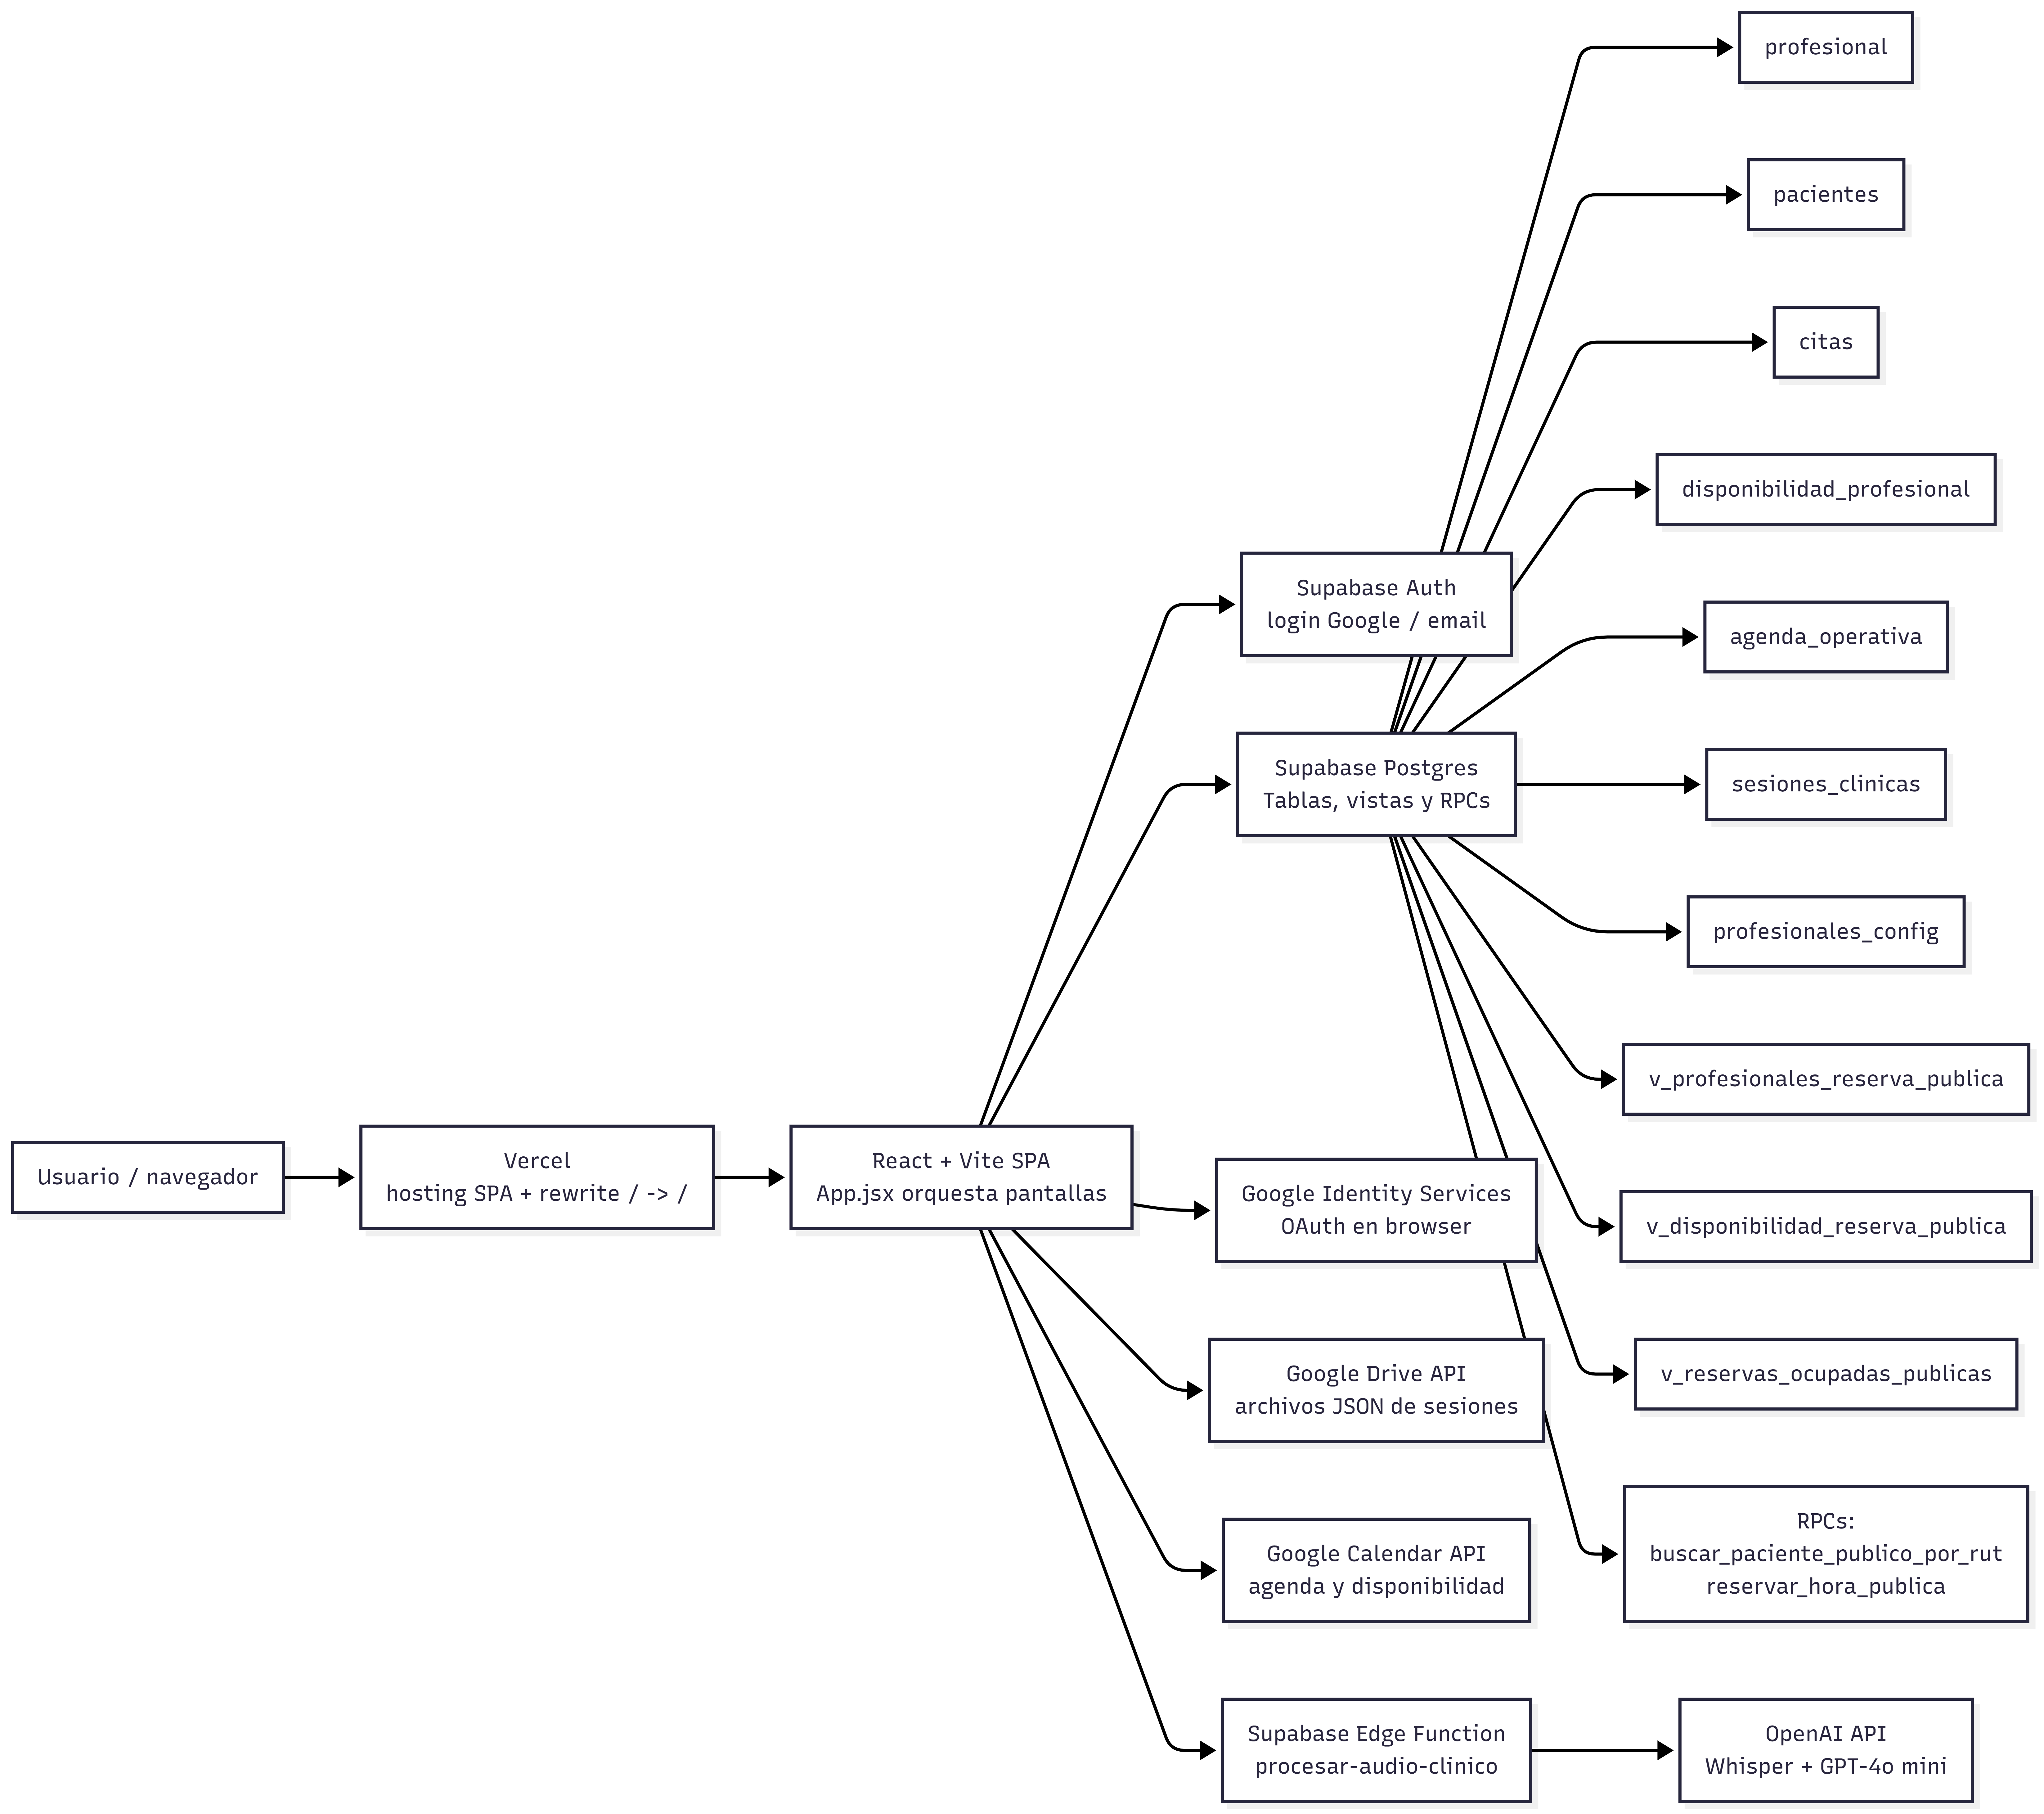 Usuario / navegador
Vercel
hosting SPA + rewrite / -> /
React + Vite SPA
App.jsx orquesta pantallas
Supabase Auth
login Google / email
Supabase Postgres
Tablas, vistas y RPCs
Google Identity Services
OAuth en browser
Google Drive API
archivos JSON de sesiones
Google Calendar API
agenda y disponibilidad
Supabase Edge Function
procesar-audio-clinico
profesional
pacientes
citas
disponibilidad_profesional
agenda_operativa
sesiones_clinicas
profesionales_config
v_profesionales_reserva_publica
v_disponibilidad_reserva_publica
v_reservas_ocupadas_publicas
RPCs:
buscar_paciente_publico_por_rut
reservar_hora_publica
OpenAI API
Whisper + GPT-4o mini